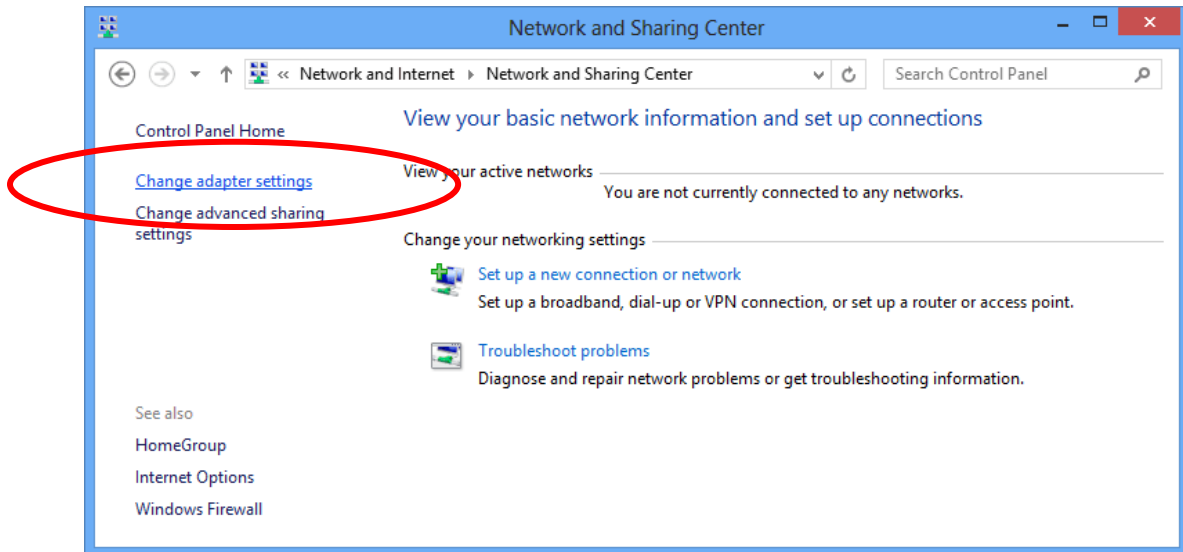 Network and Sharing Center
« Network and Internet Network and Sharing Center Search Control Panel
Control Panel Home
Change adapter settings
Change advanced sharing
settings
See also
HomeGroup
Internet Options
Windows Firewall
View your basic network information and set up connections
View your active networks
You are not currently connected to any networks.
Change your networking settings
Set up a new connection or network
Set up a broadband, dial-up or VPN connection, or set up a router or access point.
Troubleshoot problems
Diagnose and repair network problems or get troubleshooting information.